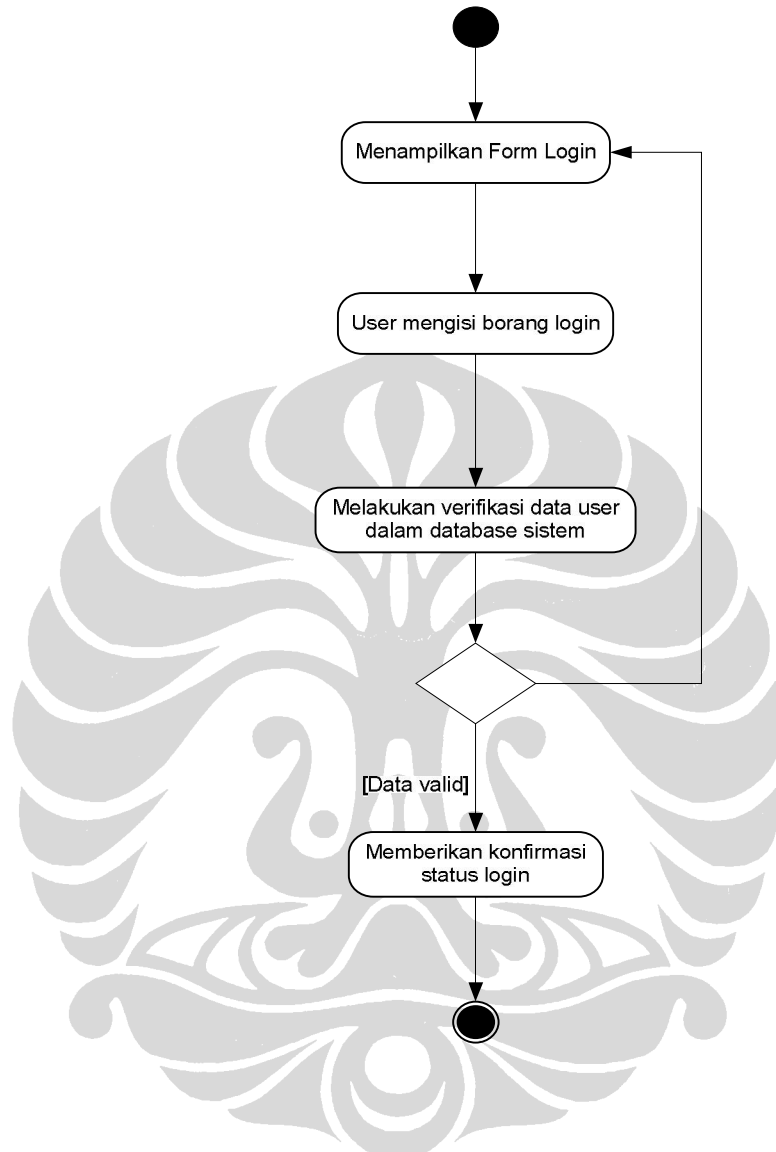 Menampilkan Form Login
User mengisi borang login
Melakukan verifikasi data user
dalam database sistem
[Data valid]
Memberikan konfirmasi
status login